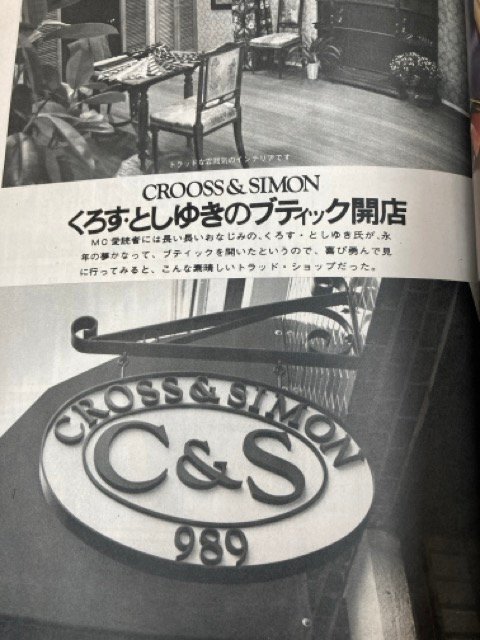 トラッドな雰囲気のインテリアです
CROOSS & SIMON
くろす・としゆきのブティック開店
MC愛読者には長い長いおなじみの、くろす・としゆき氏が、永
年の夢かなって、ブティックを開いたというので、喜び勇んで見
に行ってみると、こんな素晴しいトラッド・ショップだった。
CROSS & SIMON
C&S
989